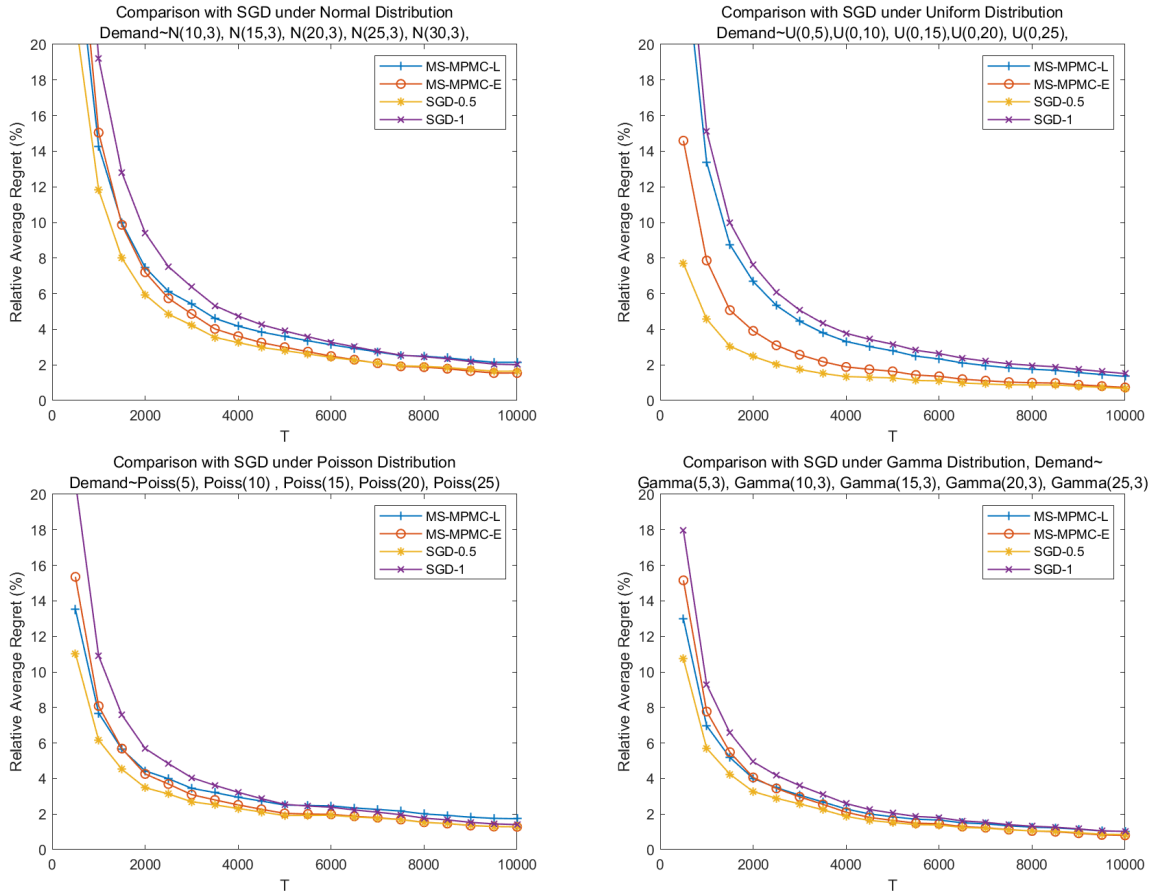 Comparison with SGD under Normal Distribution
Demand~N(10,3), N(15,3), N(20,3), N(25,3), N(30,3),
20
18
16
14
12
10
8
6
4
2
0
Relative Average Regret (%)
0
2000
4000
6000
8000
10000
T
MS-MPMC-L
MS-MPMC-E
SGD-0.5
SGD-1
Comparison with SGD under Uniform Distribution
Demand~U(0,5),U(0,10), U(0,15),U(0,20), U(0,25),
20
18
16
14
12
10
8
6
4
2
0
Relative Average Regret (%)
0
2000
4000
6000
8000
10000
T
MS-MPMC-L
MS-MPMC-E
SGD-0.5
SGD-1
Comparison with SGD under Poisson Distribution
Demand~Poiss(5), Poiss(10) , Poiss(15), Poiss(20), Poiss(25)
20
18
16
14
12
10
8
6
4
2
0
Relative Average Regret (%)
0
2000
4000
6000
8000
10000
T
MS-MPMC-L
MS-MPMC-E
SGD-0.5
SGD-1
Comparison with SGD under Gamma Distribution, Demand~
Gamma(5,3), Gamma(10,3), Gamma(15,3), Gamma(20,3), Gamma(25,3)
20
18
16
14
12
10
8
6
4
2
0
Relative Average Regret (%)
0
2000
4000
6000
8000
10000
T
MS-MPMC-L
MS-MPMC-E
SGD-0.5
SGD-1